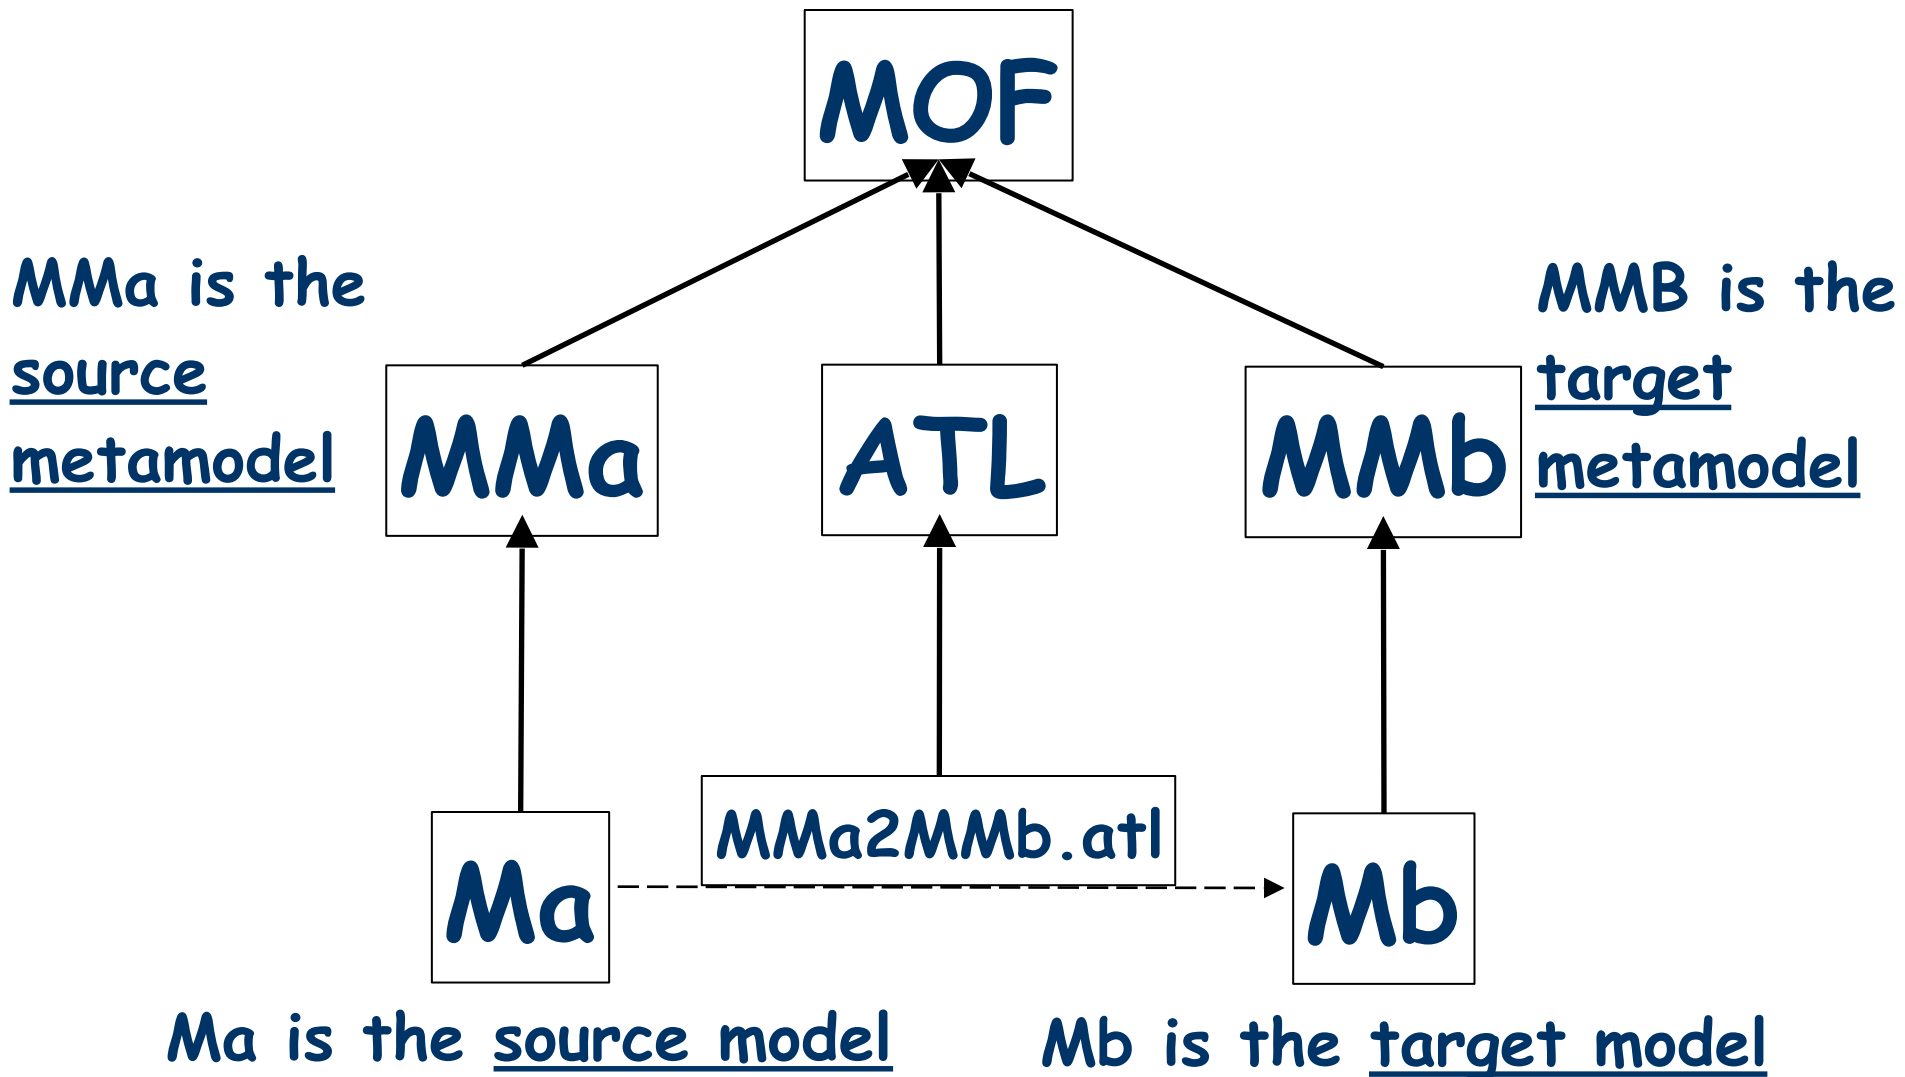 MOF
MMa is the
source
metamodel
MMB is the
target
metamodel
MMa
ATL
MMb
MMa2MMb.atl
Ma
Mb
Ma is the source model
Mb is the target model